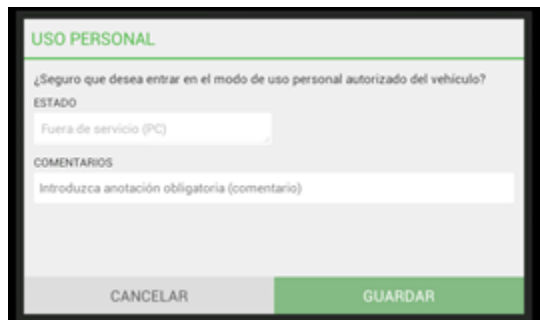 USO PERSONAL
¿Seguro que desea entrar en el modo de uso personal autorizado del vehículo?
ESTADO
Fuera de servicio (PC)
COMENTARIOS
Introduzca anotación obligatoria (comentario)
CANCELAR
GUARDAR